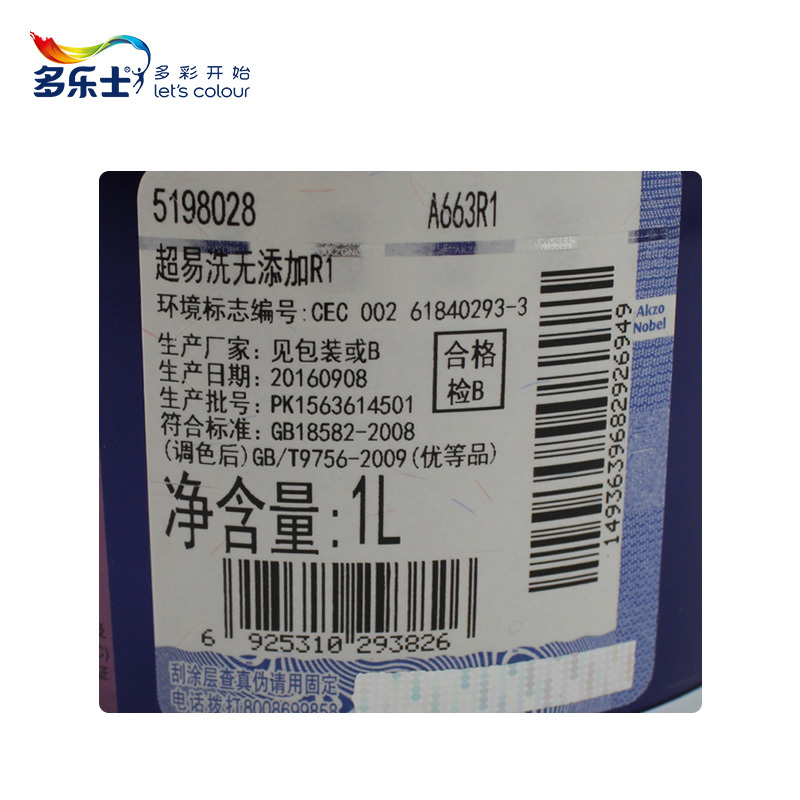 多乐士 多彩开始
let's colour
5198028 A663R1
超易洗无添加R1
环境标志编号:CEC 002 61840293-3
生产厂家:见包装或B
生产日期:20160908
生产批号:PK1563614501
合格
检B
符合标准:GB18582-2008
(调色后)GB/T9756-2009(优等品)
净含量:1L
Akzo
Nobel
1493639682926949
6 925310 293826
刮涂层查真伪请用固定
电话拨打8008699858